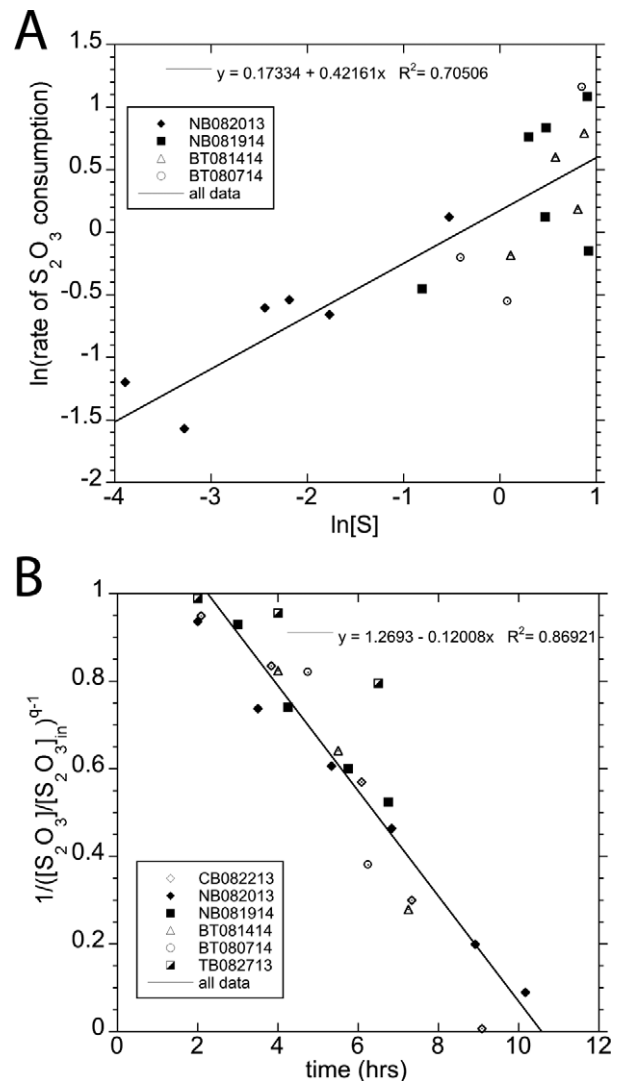 A
y = 0.17334 + 0.42161x R²= 0.70506
NB082013
NB081914
BT081414
BT080714
all data
ln(rate of S₂O₃ consumption)
1.5
1
0.5
0
-0.5
-1
-1.5
-2
-4 -3 -2 -1 0 1
ln[S]
B
y = 1.2693 - 0.12008x R²= 0.86921
1/([S₂O₃]/[S₂O₃]ᵢₙ)^q-1
1
0.8
0.6
0.4
0.2
0
CB082213
NB082013
NB081914
BT081414
BT080714
TB082713
all data
0 2 4 6 8 10 12
time (hrs)